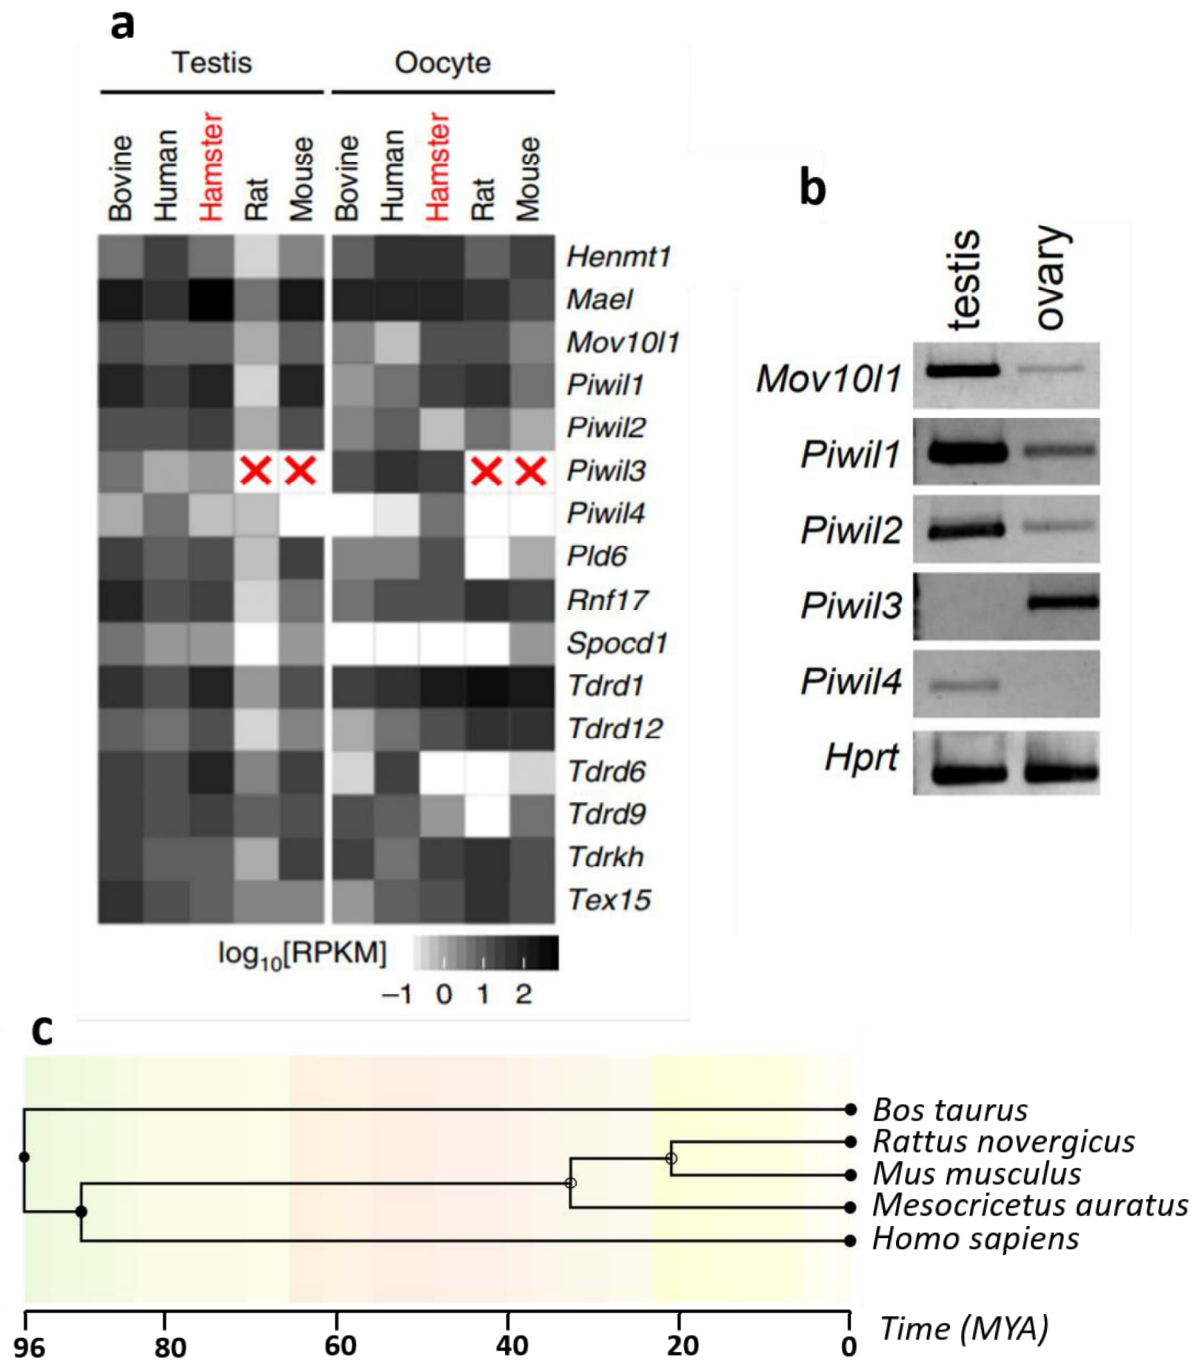 a
Testis Oocyte
Bovine Human Hamster Rat Mouse Bovine Human Hamster Rat Mouse
Henmt1
Mael
Mov10l1
Piwil1
Piwil2
Piwil3
Piwil4
Pld6
Rnf17
Spocd1
Tdrd1
Tdrd12
Tdrd6
Tdrd9
Tdrkh
Tex15
log10[RPKM]
−1 0 1 2
b
testis ovary
Mov10l1
Piwil1
Piwil2
Piwil3
Piwil4
Hprt
c
Bos taurus
Rattus novergicus
Mus musculus
Mesocricetus auratus
Homo sapiens
96 80 60 40 20 0 Time (MYA)